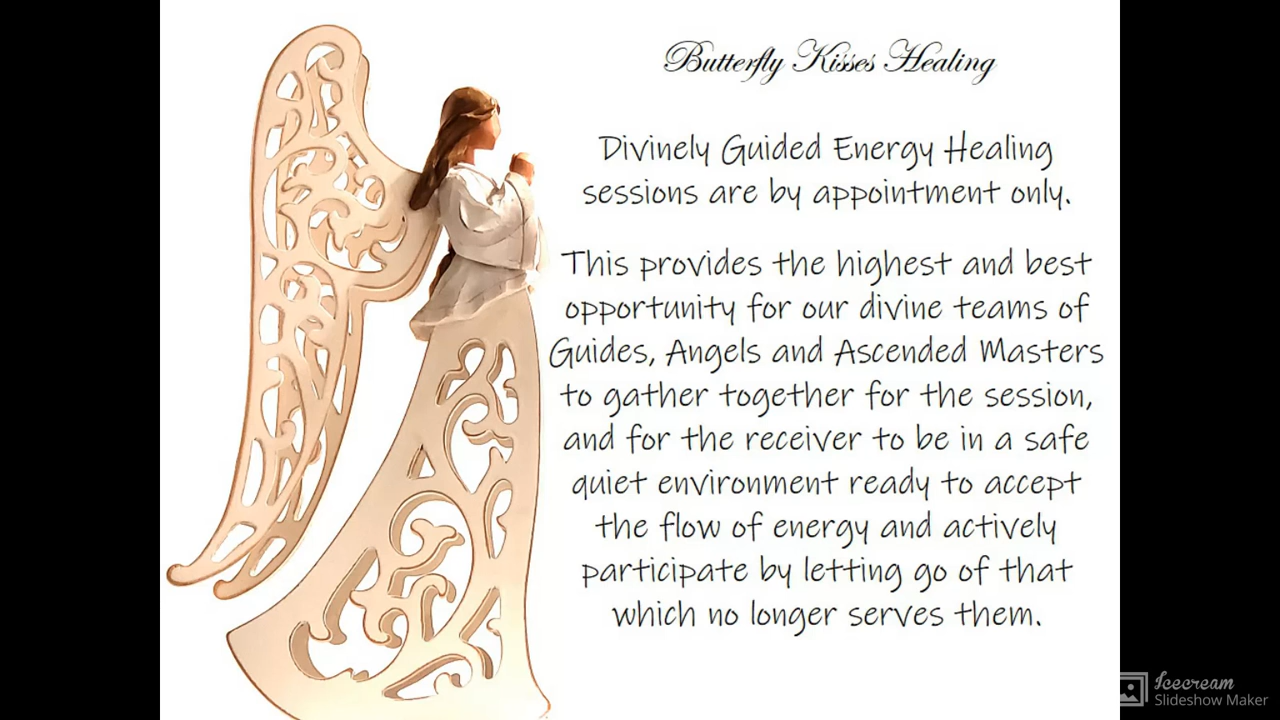 Butterfly Kisses Healing
Divinely Guided Energy Healing
sessions are by appointment only.
This provides the highest and best
opportunity for our divine teams of
Guides, Angels and Ascended Masters
to gather together for the session,
and for the receiver to be in a safe
quiet environment ready to accept
the flow of energy and actively
participate by letting go of that
which no longer serves them.
Icecream
Slideshow Maker